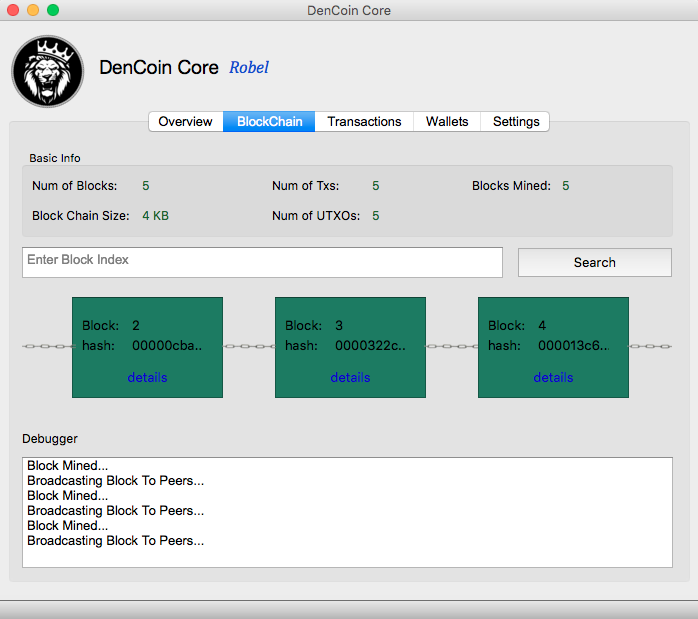 DenCoin Core
DenCoin Core Robel
Overview BlockChain Transactions Wallets Settings
Basic Info
Num of Blocks: 5 Num of Txs: 5 Blocks Mined: 5
Block Chain Size: 4 KB Num of UTXOs: 5
Enter Block Index Search
Block: 2 Block: 3 Block: 4
hash: 00000cba.. hash: 0000322c.. hash: 000013c6...
details details details
Debugger
Block Mined...
Broadcasting Block To Peers...
Block Mined...
Broadcasting Block To Peers...
Block Mined...
Broadcasting Block To Peers...